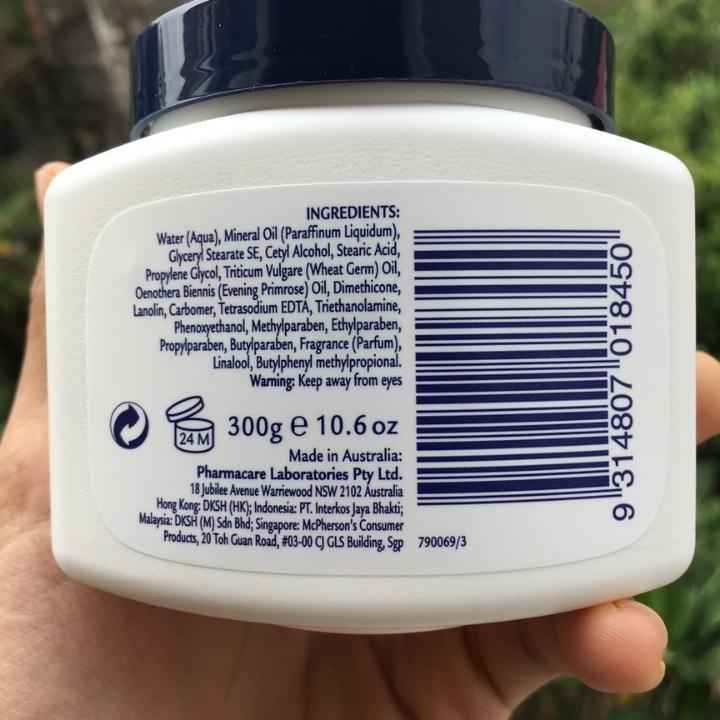 INGREDIENTS:
Water (Aqua), Mineral Oil (Paraffinum Liquidum),
Glyceryl Stearate SE, Cetyl Alcohol, Stearic Acid,
Propylene Glycol, Triticum Vulgare (Wheat Germ) Oil,
Oenothera Biennis (Evening Primrose) Oil, Dimethicone,
Lanolin, Carbomer, Tetrasodium EDTA, Triethanolamine,
Phenoxyethanol, Methylparaben, Ethylparaben,
Propylparaben, Butylparaben, Fragrance (Parfum),
Linalool, Butylphenyl methylpropional.
Warning: Keep away from eyes
24 M
300g e 10.6 oz
Made in Australia:
Pharmacare Laboratories Pty Ltd.
18 Jubilee Avenue Warriewood NSW 2102 Australia
Hong Kong: DKSH (HK); Indonesia: PT. Interkos Jaya Bhakti;
Malaysia: DKSH (M) Sdn Bhd; Singapore: McPherson's Consumer
Products, 20 Toh Guan Road, #03-00 CJ GLS Building, Sgp
790069/3
9 314807 018450